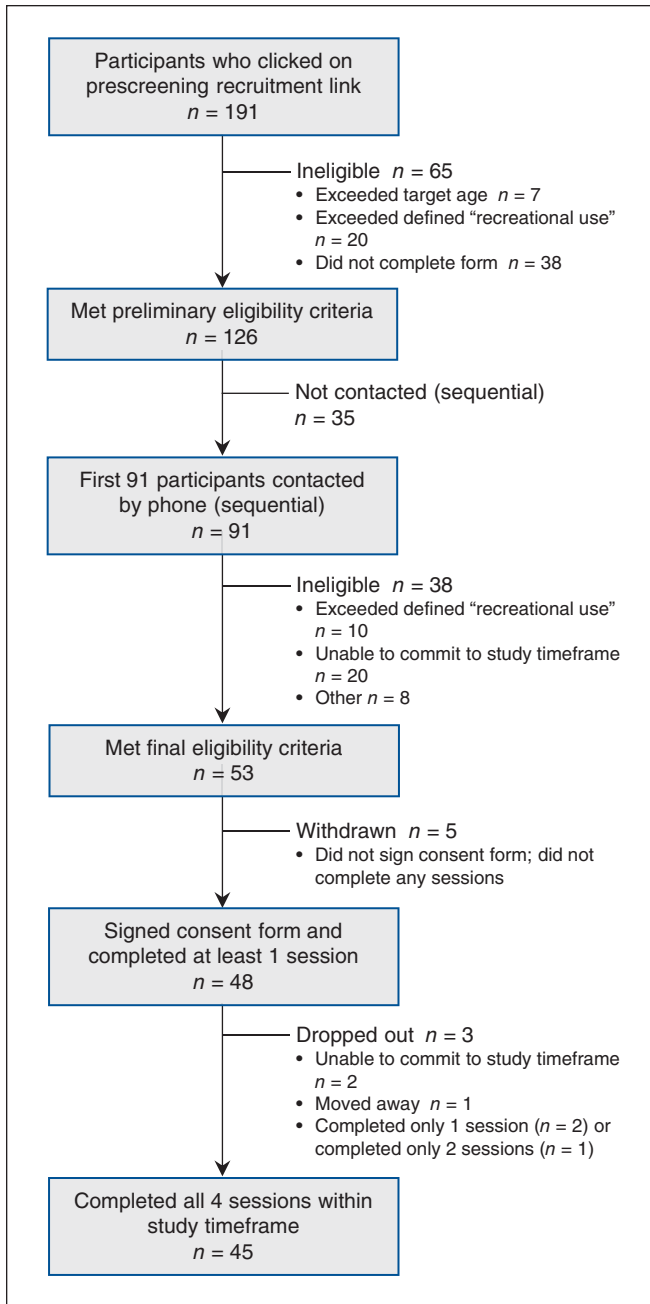 Participants who clicked on
prescreening recruitment link
n = 191
Ineligible n = 65
• Exceeded target age n = 7
• Exceeded defined “recreational use”
n = 20
• Did not complete form n = 38
Met preliminary eligibility criteria
n = 126
Not contacted (sequential)
n = 35
First 91 participants contacted
by phone (sequential)
n = 91
Ineligible n = 38
• Exceeded defined “recreational use”
n = 10
• Unable to commit to study timeframe
n = 20
• Other n = 8
Met final eligibility criteria
n = 53
Withdrawn n = 5
• Did not sign consent form; did not
complete any sessions
Signed consent form and
completed at least 1 session
n = 48
Dropped out n = 3
• Unable to commit to study timeframe
n = 2
• Moved away n = 1
• Completed only 1 session (n = 2) or
completed only 2 sessions (n = 1)
Completed all 4 sessions within
study timeframe
n = 45